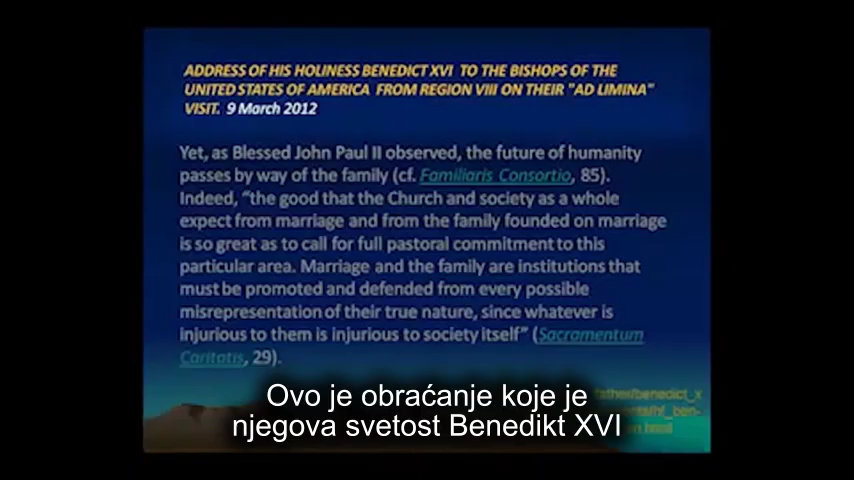 ADDRESS OF HIS HOLINESS BENEDICT XVI TO THE BISHOPS OF THE
UNITED STATES OF AMERICA FROM REGION VIII ON THEIR "AD LIMINA"
VISIT. 9 March 2012
Yet, as Blessed John Paul II observed, the future of humanity
passes by way of the family (cf. Familiaris Consortio, 85).
Indeed, “the good that the Church and society as a whole
expect from marriage and from the family founded on marriage
is so great as to call for full pastoral commitment to this
particular area. Marriage and the family are institutions that
must be promoted and defended from every possible
misrepresentation of their true nature, since whatever is
injurious to them is injurious to society itself” (Sacramentum
Caritatis, 29).
father/benedict_x
Ovo je obraćanje koje je
njegova svetost Benedikt XVI